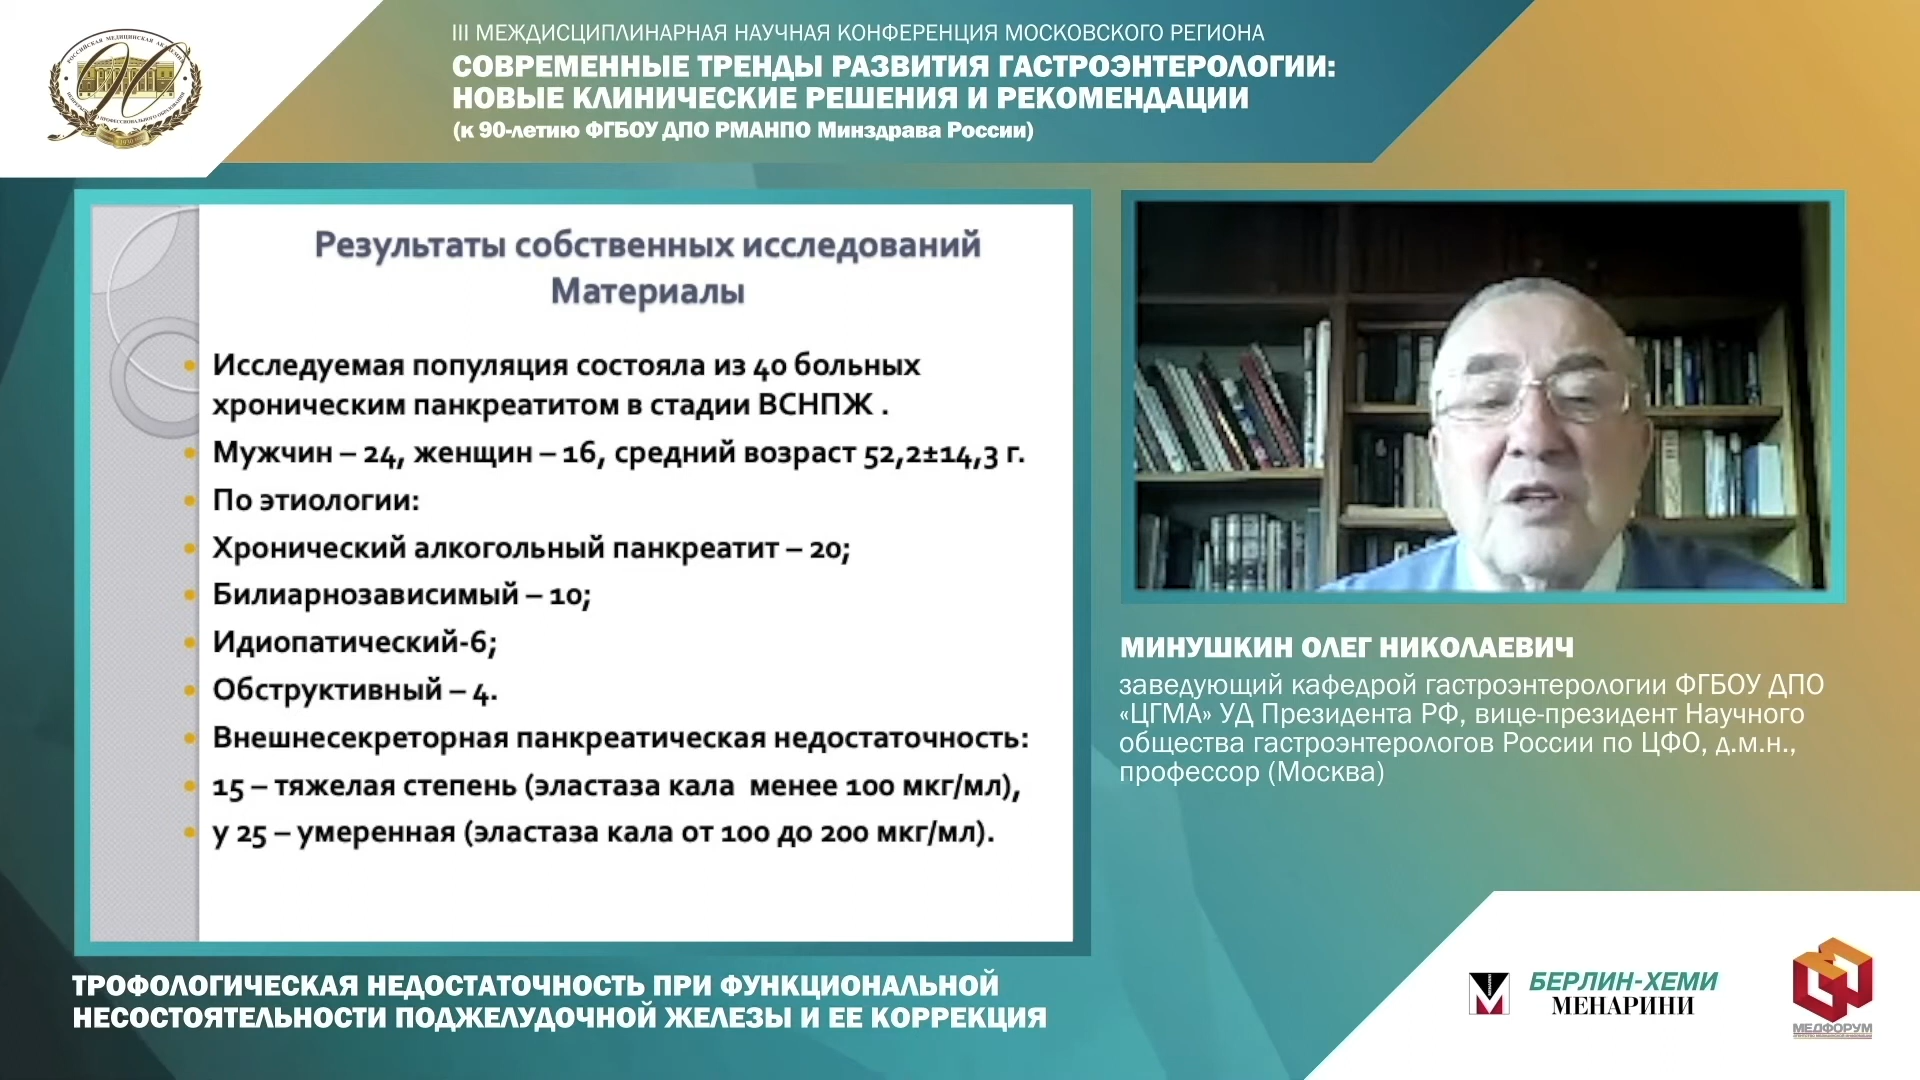 III МЕЖДИСЦИПЛИНАРНАЯ НАУЧНАЯ КОНФЕРЕНЦИЯ МОСКОВСКОГО РЕГИОНА
СОВРЕМЕННЫЕ ТРЕНДЫ РАЗВИТИЯ ГАСТРОЭНТЕРОЛОГИИ:
НОВЫЕ КЛИНИЧЕСКИЕ РЕШЕНИЯ И РЕКОМЕНДАЦИИ
(к 90-летию ФГБОУ ДПО РМАНПО Минздрава России)
Результаты собственных исследований
Материалы
Исследуемая популяция состояла из 40 больных
хроническим панкреатитом в стадии ВСНПЖ .
Мужчин – 24, женщин – 16, средний возраст 52,2±14,3 г.
По этиологии:
Хронический алкогольный панкреатит – 20;
Билиарнозависимый – 10;
Идиопатический-6;
Обструктивный – 4.
Внешнесекреторная панкреатическая недостаточность:
15 – тяжелая степень (эластаза кала  менее 100 мкг/мл),
у 25 – умеренная (эластаза кала от 100 до 200 мкг/мл).
МИНУШКИН ОЛЕГ НИКОЛАЕВИЧ
заведующий кафедрой гастроэнтерологии ФГБОУ ДПО
«ЦГМА» УД Президента РФ, вице-президент Научного
общества гастроэнтерологов России по ЦФО, д.м.н.,
профессор (Москва)
ТРОФОЛОГИЧЕСКАЯ НЕДОСТАТОЧНОСТЬ ПРИ ФУНКЦИОНАЛЬНОЙ
НЕСОСТОЯТЕЛЬНОСТИ ПОДЖЕЛУДОЧНОЙ ЖЕЛЕЗЫ И ЕЕ КОРРЕКЦИЯ
БЕРЛИН-ХЕМИ
МЕНАРИНИ
МЕДФОРУМ